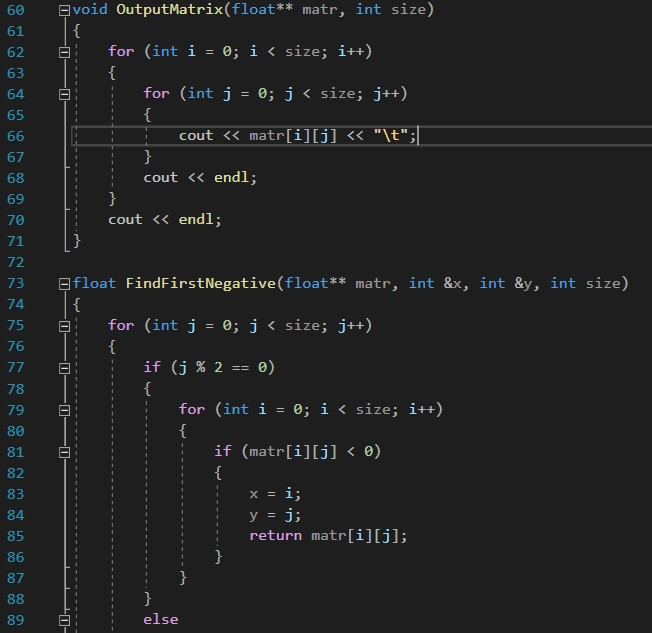 60 void OutputMatrix(float** matr, int size)
61 {
62     for (int i = 0; i < size; i++)
63     {
64         for (int j = 0; j < size; j++)
65         {
66             cout << matr[i][j] << "\t";
67         }
68         cout << endl;
69     }
70     cout << endl;
71 }
72
73 float FindFirstNegative(float** matr, int &x, int &y, int size)
74 {
75     for (int j = 0; j < size; j++)
76     {
77         if (j % 2 == 0)
78         {
79             for (int i = 0; i < size; i++)
80             {
81                 if (matr[i][j] < 0)
82                 {
83                     x = i;
84                     y = j;
85                     return matr[i][j];
86                 }
87             }
88         }
89         else